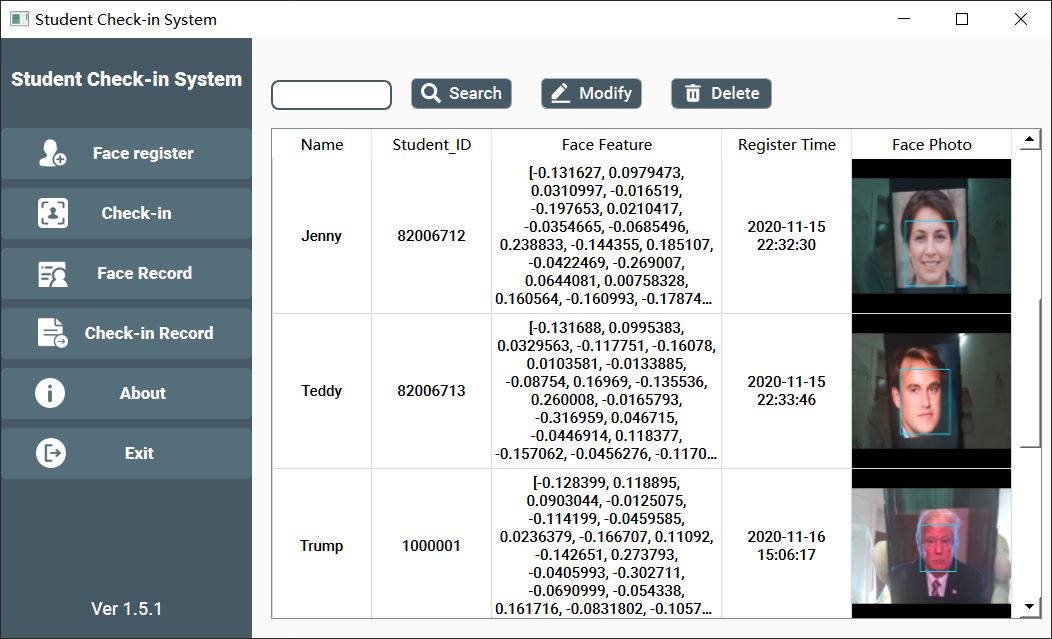 Student Check-in System
Student Check-in System
Face register
Check-in
Face Record
Check-in Record
About
Exit
Ver 1.5.1
Search
Modify
Delete
Name
Student_ID
Face Feature
Register Time
Face Photo
Jenny
82006712
[-0.131627, 0.0979473,
0.0310997, -0.016519,
-0.197653, 0.0210417,
-0.0354665, -0.0685496,
0.238833, -0.144355, 0.185107,
-0.0422469, -0.269007,
0.0644081, 0.00758328,
0.160564, -0.160993, -0.17874...
2020-11-15
22:32:30
Teddy
82006713
[-0.131688, 0.0995383,
0.0329563, -0.117751, -0.16078,
0.0103581, -0.0133885,
-0.08754, 0.16969, -0.135536,
0.260008, -0.0165793,
-0.316959, 0.046715,
-0.0446914, 0.118377,
-0.157062, -0.0456276, -0.1170...
2020-11-15
22:33:46
Trump
1000001
[-0.128399, 0.118895,
0.0903044, -0.0125075,
-0.114199, -0.0459585,
0.0236379, -0.166707, 0.11092,
-0.142651, 0.273793,
-0.0405993, -0.302711,
-0.0690999, -0.054338,
0.161716, -0.0831802, -0.1057...
2020-11-16
15:06:17